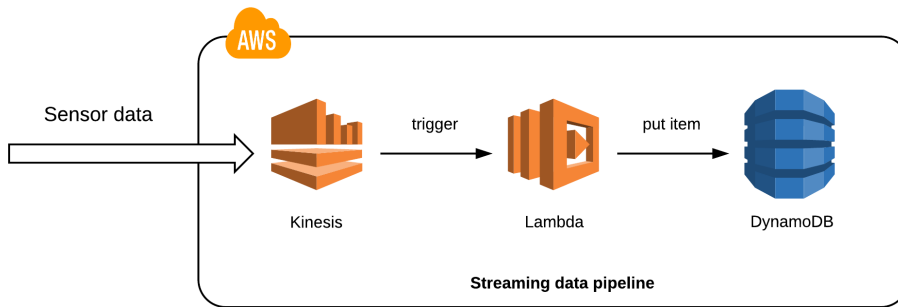 AWS
Sensor data
trigger
put item
Kinesis
Lambda
DynamoDB
Streaming data pipeline